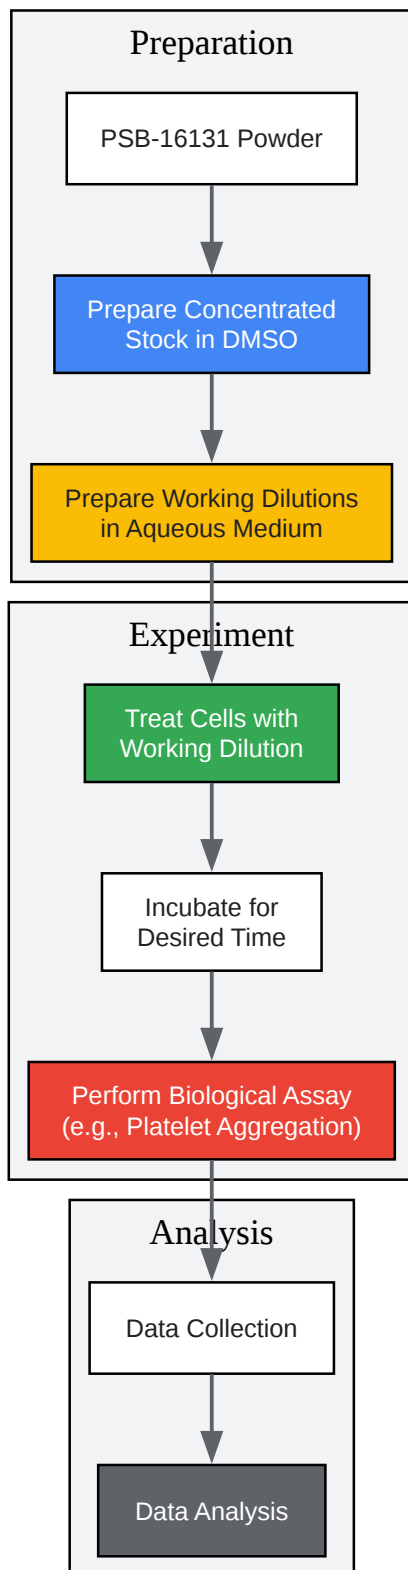 Preparation
PSB-16131 Powder
Prepare Concentrated
Stock in DMSO
Prepare Working Dilutions
in Aqueous Medium
Experiment
Treat Cells with
Working Dilution
Incubate for
Desired Time
Perform Biological Assay
(e.g., Platelet Aggregation)
Analysis
Data Collection
Data Analysis